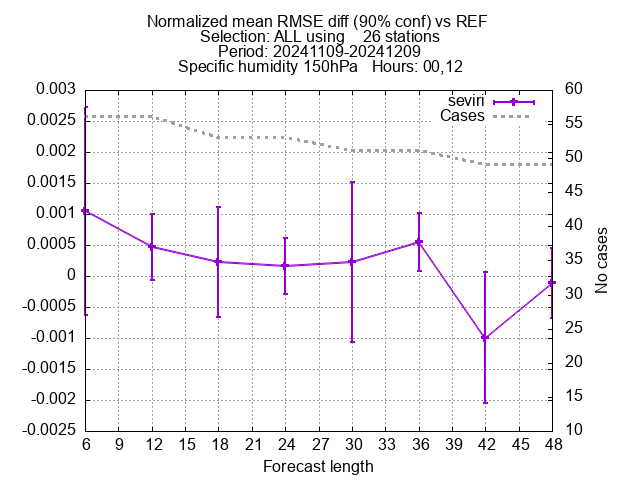 Normalized mean RMSE diff (90% conf) vs REF
Selection: ALL using    26 stations
Period: 20241109-20241209
Specific humidity 150hPa   Hours: 00,12
seviri
Cases
0.003
0.0025
0.002
0.0015
0.001
0.0005
0
-0.0005
-0.001
-0.0015
-0.002
-0.0025
60
55
50
45
40
35
30
25
20
15
10
No cases
6 9 12 15 18 21 24 27 30 33 36 39 42 45 48
Forecast length